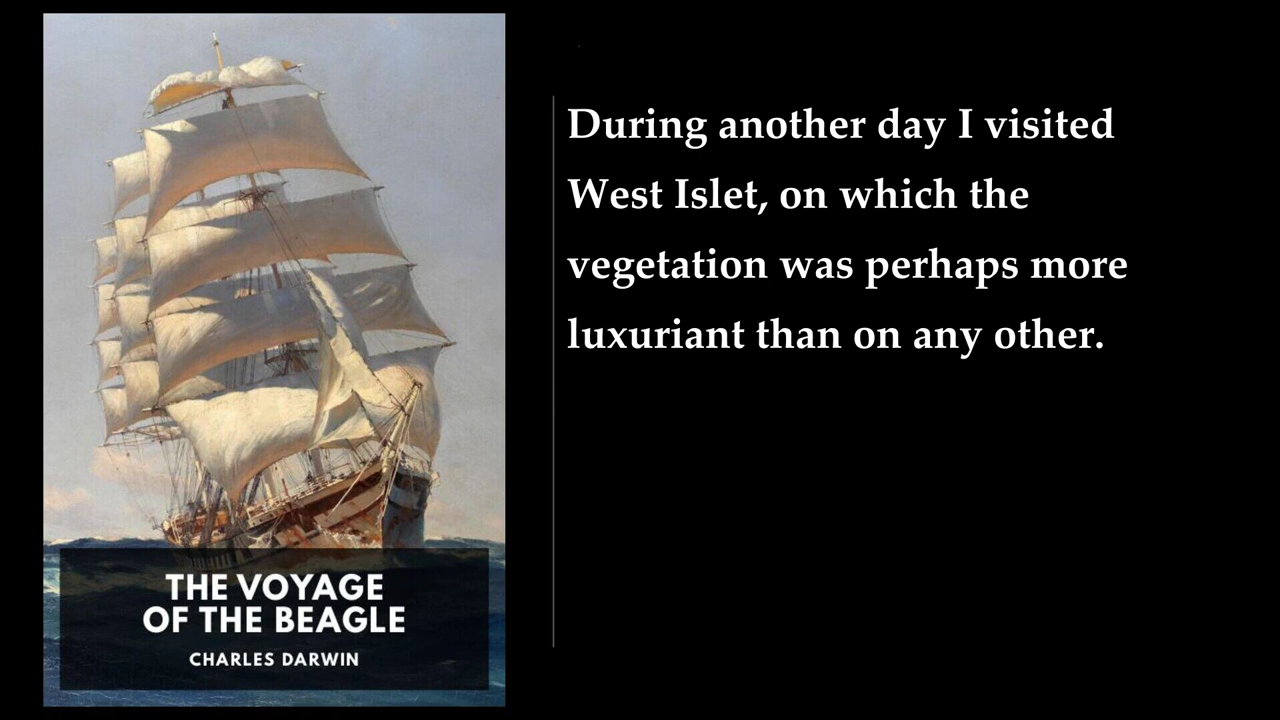 During another day I visited
West Islet, on which the
vegetation was perhaps more
luxuriant than on any other.
THE VOYAGE
OF THE BEAGLE
CHARLES DARWIN